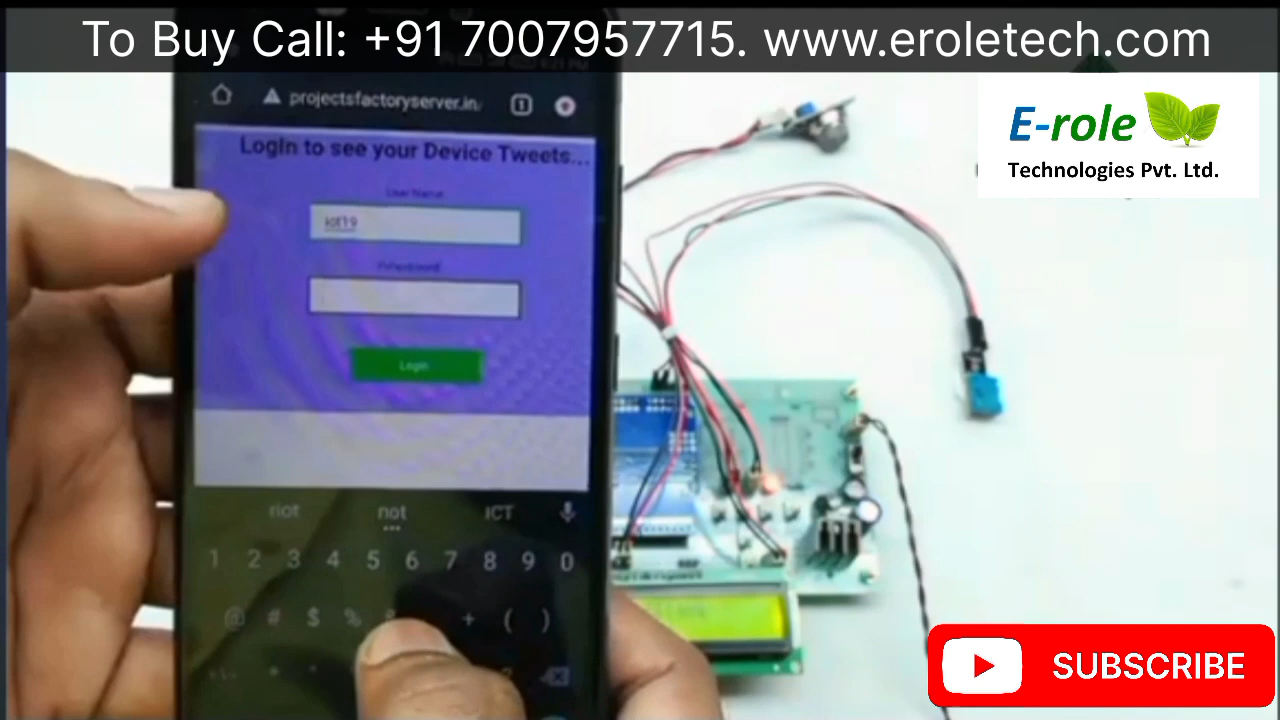 To Buy Call: +91 7007957715. www.eroletech.com
projectsfactoryserver.in/
1
E-role
Technologies Pvt. Ltd.
LogIn to see your Device Tweets...
User Name
iot19
Password
Login
riot not ICT
1 2 3 4 5 6 7 8 9 0
@ # $ % & + ( )
SUBSCRIBE